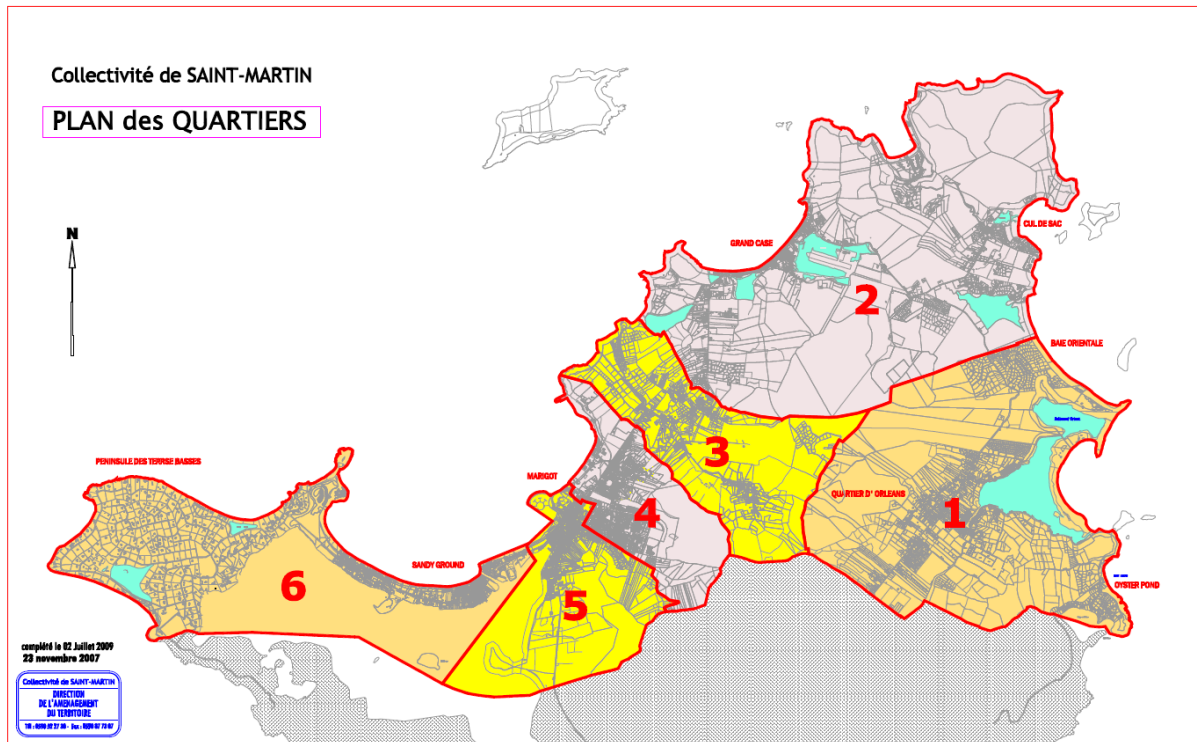 Collectivité de SAINT-MARTIN
PLAN des QUARTIERS
N
GRAND CASE
CUL DE SAC
2
BAIE ORIENTALE
3
PENINSULE DES TERRSE BASSES
MARIGOT
QUARTIER D' ORLEANS
4
1
SANDY GROUND
6
5
OYSTER POND
complété le 02 Juillet 2009
23 novembre 2007
Collectivité de SAINT-MARTIN
DIRECTION
DE L'AMENAGEMENT
DU TERRITOIRE